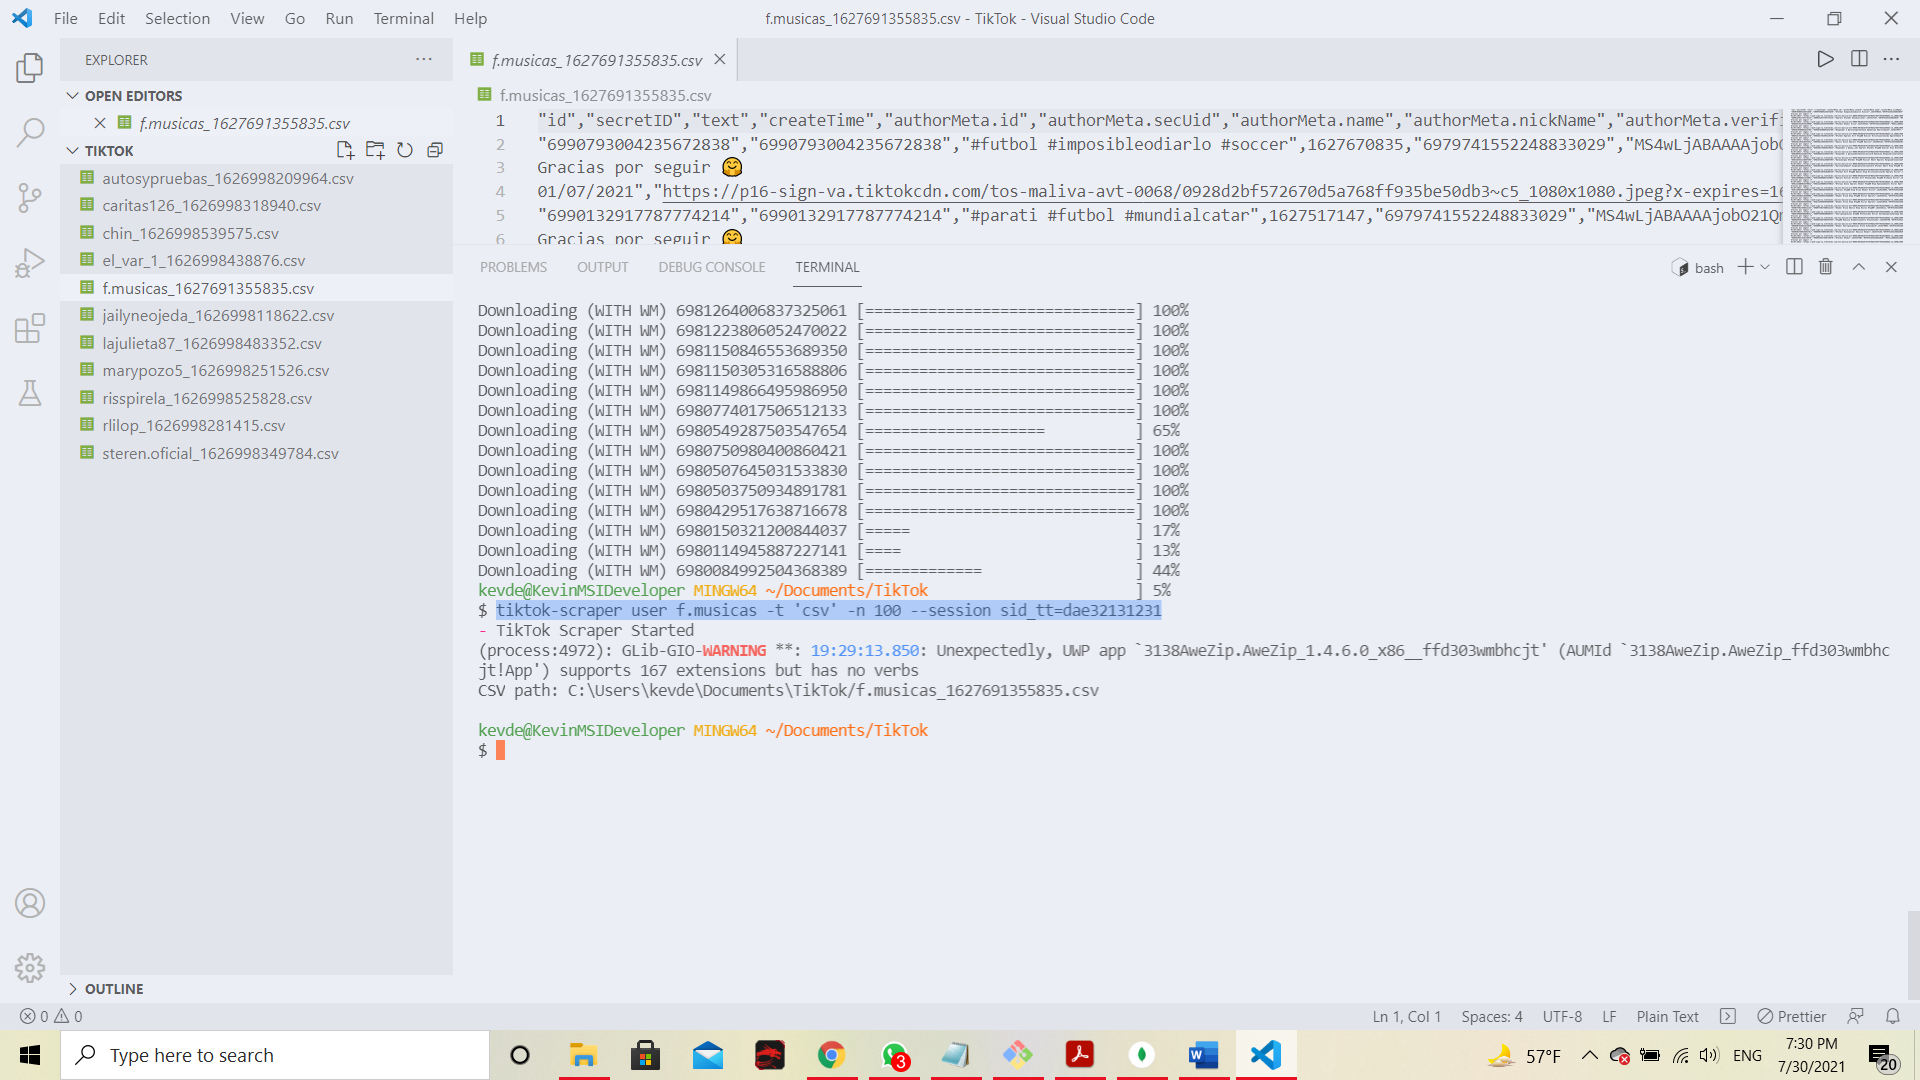 File Edit Selection View Go Run Terminal Help
f.musicas_1627691355835.csv - TikTok - Visual Studio Code
EXPLORER
OPEN EDITORS
f.musicas_1627691355835.csv
TIKTOK
autosypruebas_1626998209964.csv
caritas126_1626998318940.csv
chin_1626998539575.csv
el_var_1_1626998438876.csv
f.musicas_1627691355835.csv
jailyneojeda_1626998118622.csv
lajulieta87_1626998483352.csv
marypozo5_1626998251526.csv
risspirela_1626998525828.csv
rlilop_1626998281415.csv
steren.oficial_1626998349784.csv
OUTLINE
f.musicas_1627691355835.csv
f.musicas_1627691355835.csv
1 "id","secretID","text","createTime","authorMeta.id","authorMeta.secUid","authorMeta.name","authorMeta.nickName","authorMeta.verifi
2 "6990793004235672838","6990793004235672838","#futbol #imposibleodiarlo #soccer",1627670835,"6979741552248833029","MS4wLjABAAAAjobO
3 Gracias por seguir 🤗
4 01/07/2021","https://p16-sign-va.tiktokcdn.com/tos-maliva-avt-0068/0928d2bf572670d5a768ff935be50db3~c5_1080x1080.jpeg?x-expires=16
5 "6990132917787774214","6990132917787774214","#parati #futbol #mundialcatar",1627517147,"6979741552248833029","MS4wLjABAAAAjobO21Qr
6 Gracias por seguir 🤗
PROBLEMS OUTPUT DEBUG CONSOLE TERMINAL
bash
Downloading (WITH WM) 6981264006837325061 [==============================] 100%
Downloading (WITH WM) 6981223806052470022 [==============================] 100%
Downloading (WITH WM) 6981150846553689350 [==============================] 100%
Downloading (WITH WM) 6981150305316588806 [==============================] 100%
Downloading (WITH WM) 6981149866495986950 [==============================] 100%
Downloading (WITH WM) 6980774017506512133 [==============================] 100%
Downloading (WITH WM) 6980549287503547654 [==================== ] 65%
Downloading (WITH WM) 6980750980400860421 [==============================] 100%
Downloading (WITH WM) 6980507645031533830 [==============================] 100%
Downloading (WITH WM) 6980503750934891781 [==============================] 100%
Downloading (WITH WM) 6980429517638716678 [==============================] 100%
Downloading (WITH WM) 6980150321200844037 [===== ] 17%
Downloading (WITH WM) 6980114945887227141 [==== ] 13%
Downloading (WITH WM) 6980084992504368389 [============= ] 44%
kevde@KevinMSIDeveloper MINGW64 ~/Documents/TikTok ] 5%
$ tiktok-scraper user f.musicas -t 'csv' -n 100 --session sid_tt=dae32131231
- TikTok Scraper Started
(process:4972): GLib-GIO-WARNING **: 19:29:13.850: Unexpectedly, UWP app `3138AweZip.AweZip_1.4.6.0_x86__ffd303wmbhcjt' (AUMId `3138AweZip.AweZip_ffd303wmbhc
jt!App') supports 167 extensions but has no verbs
CSV path: C:\Users\kevde\Documents\TikTok/f.musicas_1627691355835.csv
kevde@KevinMSIDeveloper MINGW64 ~/Documents/TikTok
$
0 0
Ln 1, Col 1 Spaces: 4 UTF-8 LF Plain Text Prettier
Type here to search
3
57°F
ENG
7:30 PM
7/30/2021
20